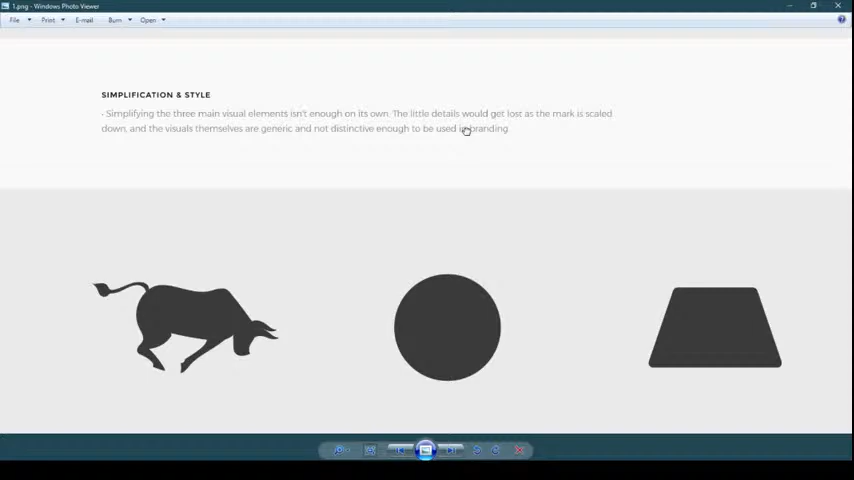 1.png - Windows Photo Viewer
File Print E-mail Burn Open
SIMPLIFICATION & STYLE
- Simplifying the three main visual elements isn't enough on its own. The little details would get lost as the mark is scaled
down, and the visuals themselves are generic and not distinctive enough to be used in branding